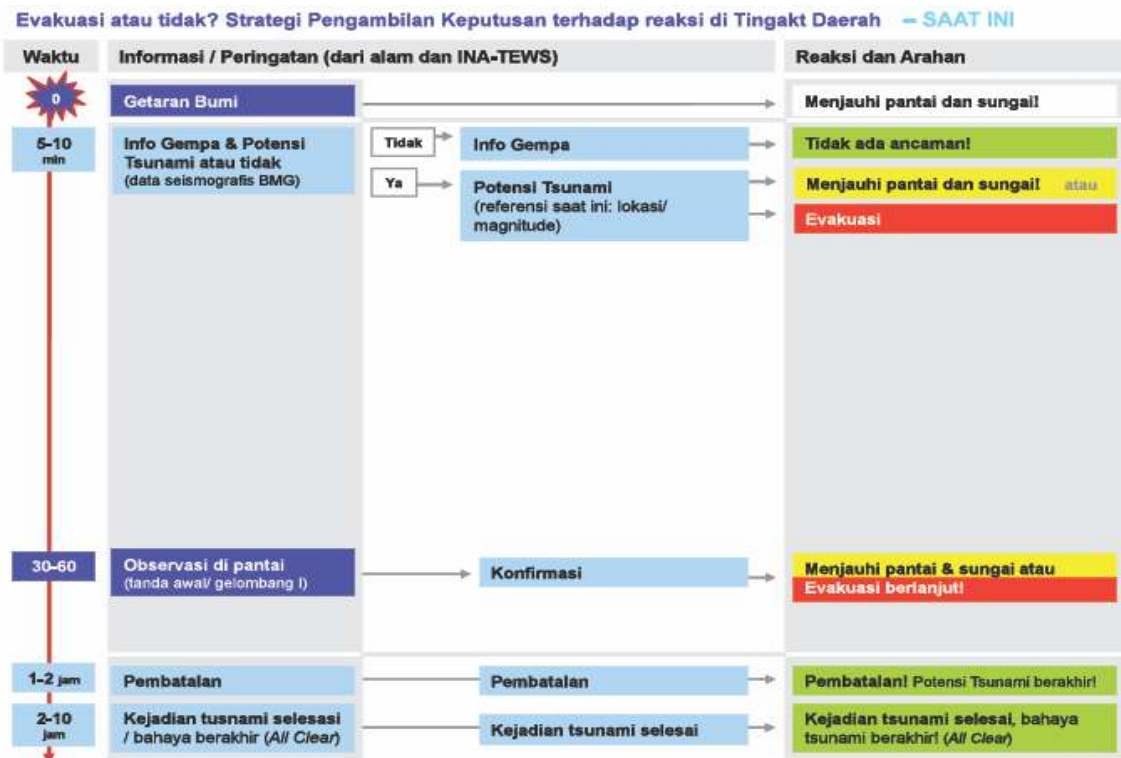 Evakuasi atau tidak? Strategi Pengambilan Keputusan terhadap reaksi di Tingakt Daerah – SAAT INI
Waktu
Informasi / Peringatan (dari alam dan INA-TEWS)
Reaksi dan Arahan
0
Getaran Bumi
Menjauhi pantai dan sungai!
5-10
min
Info Gempa & Potensi
Tsunami atau tidak
(data seismografis BMG)
Tidak
Info Gempa
Tidak ada ancaman!
Ya
Potensi Tsunami
(referensi saat ini: lokasi/
magnitude)
Menjauhi pantai dan sungai! atau
Evakuasi
30-60
Observasi di pantai
(tanda awal/ gelombang I)
Konfirmasi
Menjauhi pantai & sungai atau
Evakuasi berlanjut!
1-2 jam
Pembatalan
Pembatalan
Pembatalan! Potensi Tsunami berakhir!
2-10
jam
Kejadian tusnami selesasi
/ bahaya berakhir (All Clear)
Kejadian tsunami selesai
Kejadian tsunami selesai, bahaya
tsunami berakhir! (All Clear)